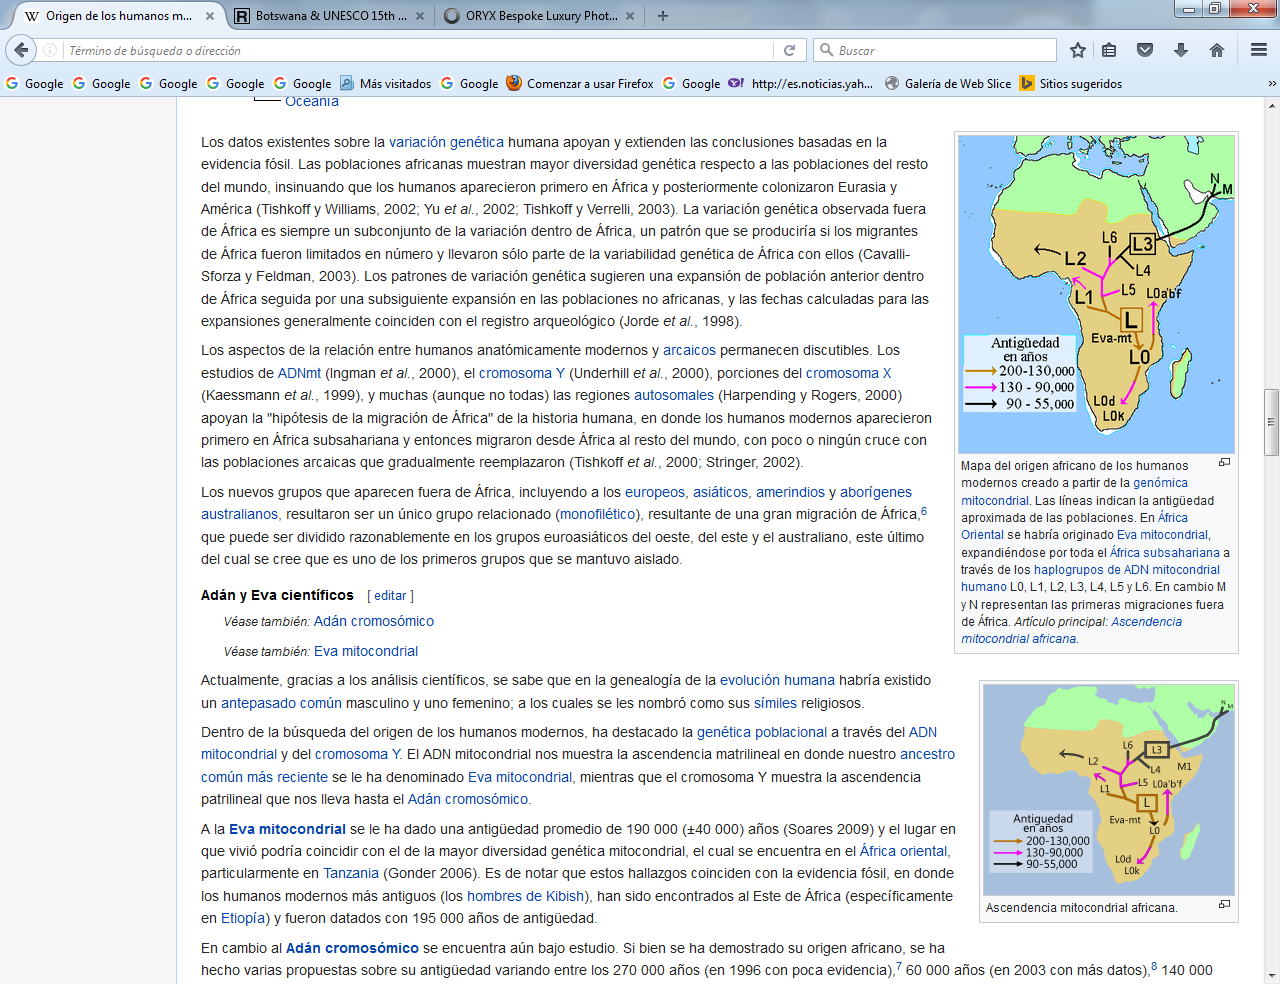 Origen de los humanos m...
Botswana & UNESCO 15th ...
ORYX Bespoke Luxury Phot...
Término de búsqueda o dirección
Buscar
Google
Google
Google
Google
Google
Más visitados
Google
Comenzar a usar Firefox
Google
http://es.noticias.yah...
Galería de Web Slice
Sitios sugeridos
»
Oceanía
Los datos existentes sobre la variación genética humana apoyan y extienden las conclusiones basadas en la
evidencia fósil. Las poblaciones africanas muestran mayor diversidad genética respecto a las poblaciones del resto
del mundo, insinuando que los humanos aparecieron primero en África y posteriormente colonizaron Eurasia y
América (Tishkoff y Williams, 2002; Yu et al., 2002; Tishkoff y Verrelli, 2003). La variación genética observada fuera
de África es siempre un subconjunto de la variación dentro de África, un patrón que se produciría si los migrantes
de África fueron limitados en número y llevaron sólo parte de la variabilidad genética de África con ellos (Cavalli-
Sforza y Feldman, 2003). Los patrones de variación genética sugieren una expansión de población anterior dentro
de África seguida por una subsiguiente expansión en las poblaciones no africanas, y las fechas calculadas para las
expansiones generalmente coinciden con el registro arqueológico (Jorde et al., 1998).
Los aspectos de la relación entre humanos anatómicamente modernos y arcaicos permanecen discutibles. Los
estudios de ADNmt (Ingman et al., 2000), el cromosoma Y (Underhill et al., 2000), porciones del cromosoma X
(Kaessmann et al., 1999), y muchas (aunque no todas) las regiones autosomales (Harpending y Rogers, 2000)
apoyan la "hipótesis de la migración de África" de la historia humana, en donde los humanos modernos aparecieron
primero en África subsahariana y entonces migraron desde África al resto del mundo, con poco o ningún cruce con
las poblaciones arcaicas que gradualmente reemplazaron (Tishkoff et al., 2000; Stringer, 2002).
Los nuevos grupos que aparecen fuera de África, incluyendo a los europeos, asiáticos, amerindios y aborígenes
australianos, resultaron ser un único grupo relacionado (monofilético), resultante de una gran migración de África,6
que puede ser dividido razonablemente en los grupos euroasiáticos del oeste, del este y el australiano, este último
del cual se cree que es uno de los primeros grupos que se mantuvo aislado.
Adán y Eva científicos [ editar ]
Véase también: Adán cromosómico
Véase también: Eva mitocondrial
Actualmente, gracias a los análisis científicos, se sabe que en la genealogía de la evolución humana habría existido
un antepasado común masculino y uno femenino; a los cuales se les nombró como sus símiles religiosos.
Dentro de la búsqueda del origen de los humanos modernos, ha destacado la genética poblacional a través del ADN
mitocondrial y del cromosoma Y. El ADN mitocondrial nos muestra la ascendencia matrilineal en donde nuestro ancestro
común más reciente se le ha denominado Eva mitocondrial, mientras que el cromosoma Y muestra la ascendencia
patrilineal que nos lleva hasta el Adán cromosómico.
A la Eva mitocondrial se le ha dado una antigüedad promedio de 190 000 (±40 000) años (Soares 2009) y el lugar en
que vivió podría coincidir con el de la mayor diversidad genética mitocondrial, el cual se encuentra en el África oriental,
particularmente en Tanzania (Gonder 2006). Es de notar que estos hallazgos coinciden con la evidencia fósil, en donde
los humanos modernos más antiguos (los hombres de Kibish), han sido encontrados al Este de África (específicamente
en Etiopía) y fueron datados con 195 000 años de antigüedad.
En cambio al Adán cromosómico se encuentra aún bajo estudio. Si bien se ha demostrado su origen africano, se ha
hecho varias propuestas sobre su antigüedad variando entre los 270 000 años (en 1996 con poca evidencia),7 60 000 años (en 2003 con más datos),8 140 000
N
M
L6
L3
L2
L4
L5
L0a'b'f
L1
L
Eva-mt
L0
Antigüedad
en años
200-130,000
130 - 90,000
90 - 55,000
L0d
L0k
Mapa del origen africano de los humanos
modernos creado a partir de la genómica
mitocondrial. Las líneas indican la antigüedad
aproximada de las poblaciones. En África
Oriental se habría originado Eva mitocondrial,
expandiéndose por toda el África subsahariana a
través de los haplogrupos de ADN mitocondrial
humano L0, L1, L2, L3, L4, L5 y L6. En cambio M
y N representan las primeras migraciones fuera
de África. Artículo principal: Ascendencia
mitocondrial africana.
N
M
L6
L3
L2
L4
M1
L5
L0a'b'f
L1
L
Eva-mt
L0
Antiguedad
en años
200-130,000
130-90,000
90-55,000
L0d
L0k
Ascendencia mitocondrial africana.